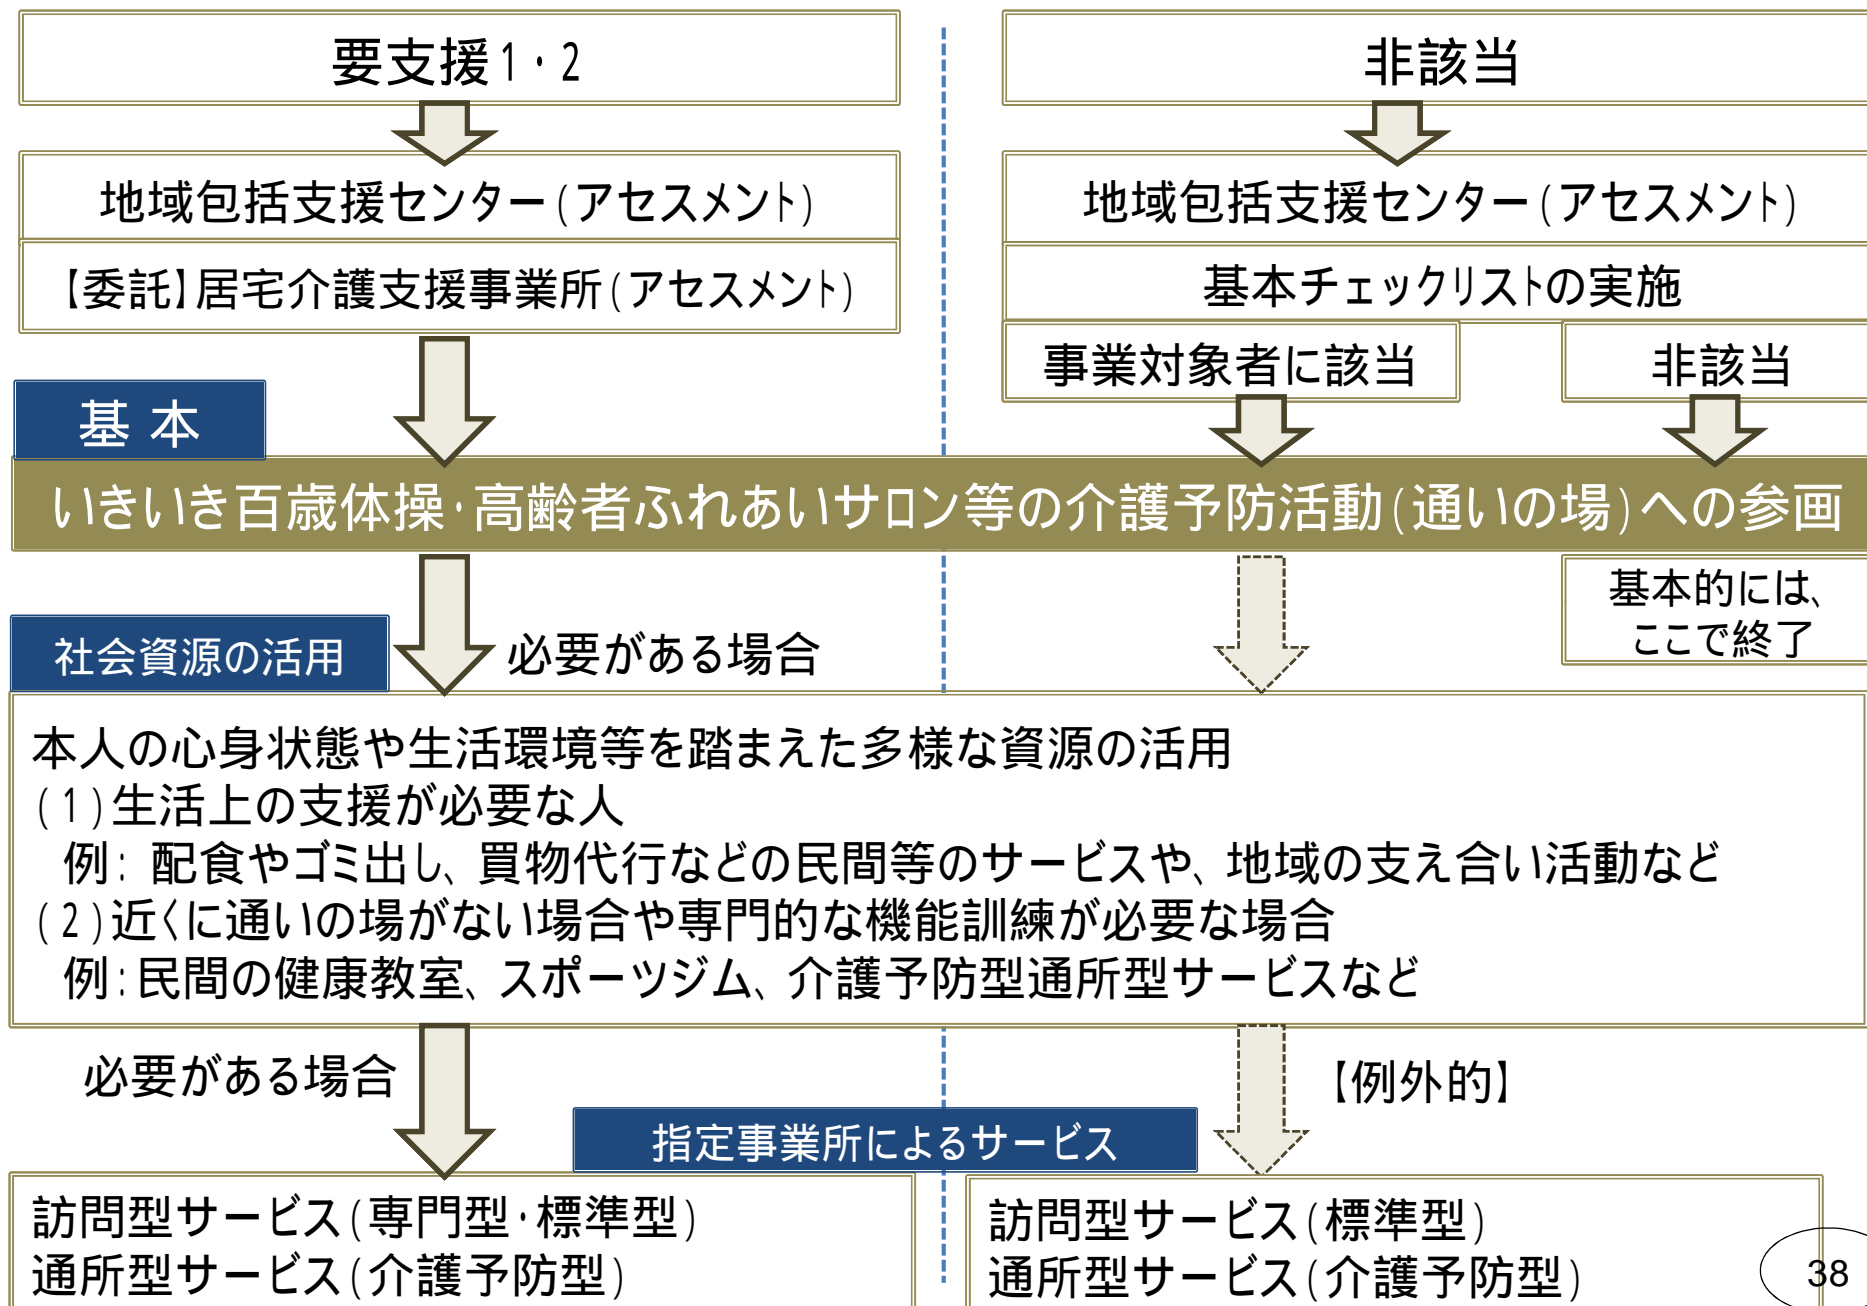 要支援1・2
非該当
地域包括支援センター(アセスメント)
【委託】居宅介護支援事業所(アセスメント)
地域包括支援センター(アセスメント)
基本チェックリストの実施
事業対象者に該当
非該当
基本
いきいき百歳体操・高齢者ふれあいサロン等の介護予防活動(通いの場)への参画
基本的には、
ここで終了
社会資源の活用
必要がある場合
本人の心身状態や生活環境等を踏まえた多様な資源の活用
(1)生活上の支援が必要な人
例: 配食やゴミ出し、買物代行などの民間等のサービスや、地域の支え合い活動など
(2)近くに通いの場がない場合や専門的な機能訓練が必要な場合
例:民間の健康教室、スポーツジム、介護予防型通所型サービスなど
必要がある場合
【例外的】
指定事業所によるサービス
訪問型サービス(専門型・標準型)
通所型サービス(介護予防型)
訪問型サービス(標準型)
通所型サービス(介護予防型)
38